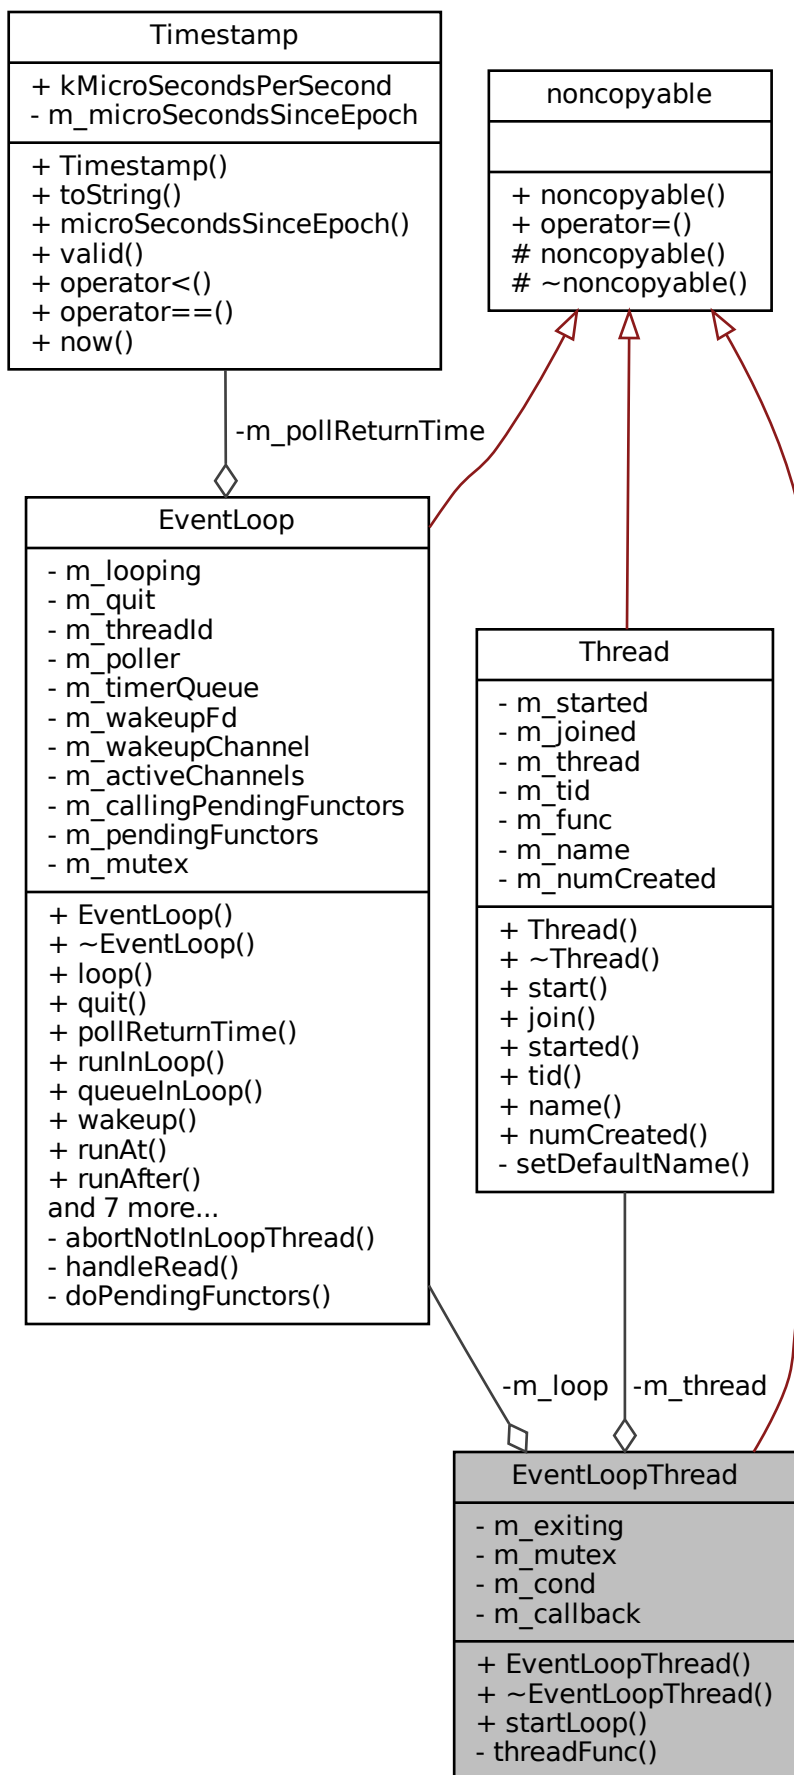 Timestamp
+ kMicroSecondsPerSecond
- m_microSecondsSinceEpoch
+ Timestamp()
+ toString()
+ microSecondsSinceEpoch()
+ valid()
+ operator<()
+ operator==()
+ now()
noncopyable
+ noncopyable()
+ operator=()
# noncopyable()
# ~noncopyable()
-m_pollReturnTime
EventLoop
- m_looping
- m_quit
- m_threadId
- m_poller
- m_timerQueue
- m_wakeupFd
- m_wakeupChannel
- m_activeChannels
- m_callingPendingFunctors
- m_pendingFunctors
- m_mutex
+ EventLoop()
+ ~EventLoop()
+ loop()
+ quit()
+ pollReturnTime()
+ runInLoop()
+ queueInLoop()
+ wakeup()
+ runAt()
+ runAfter()
and 7 more...
- abortNotInLoopThread()
- handleRead()
- doPendingFunctors()
Thread
- m_started
- m_joined
- m_thread
- m_tid
- m_func
- m_name
- m_numCreated
+ Thread()
+ ~Thread()
+ start()
+ join()
+ started()
+ tid()
+ name()
+ numCreated()
- setDefaultName()
-m_loop
-m_thread
EventLoopThread
- m_exiting
- m_mutex
- m_cond
- m_callback
+ EventLoopThread()
+ ~EventLoopThread()
+ startLoop()
- threadFunc()